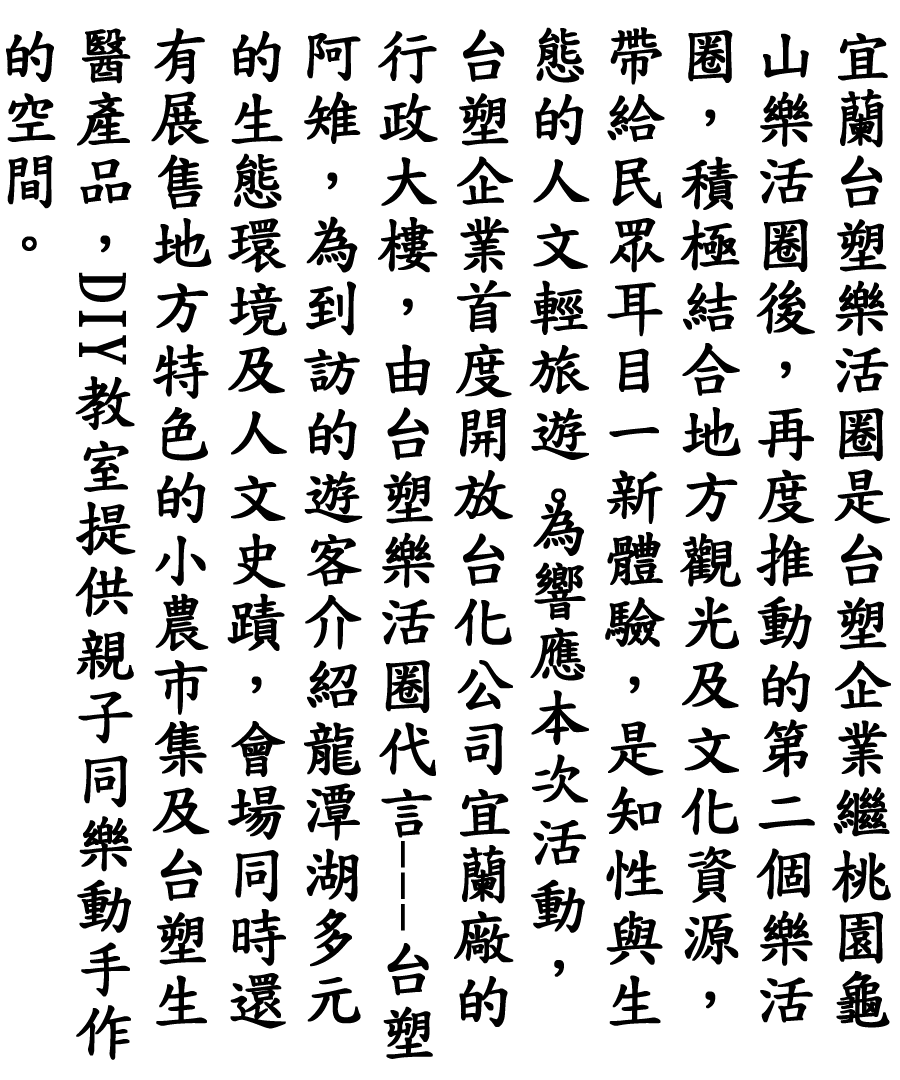 宜蘭台塑樂活圈是台塑企業繼桃園龜
山樂活圈後，再度推動的第二個樂活
圈，積極結合地方觀光及文化資源，
帶給民眾耳目一新體驗，是知性與生
態的人文輕旅遊。為響應本次活動，
台塑企業首度開放台化公司宜蘭廠的
行政大樓，由台塑樂活圈代言---台塑
阿雉，為到訪的遊客介紹龍潭湖多元
的生態環境及人文史蹟，會場同時還
有展售地方特色的小農市集及台塑生
醫產品，DIY教室提供親子同樂動手作
的空間。